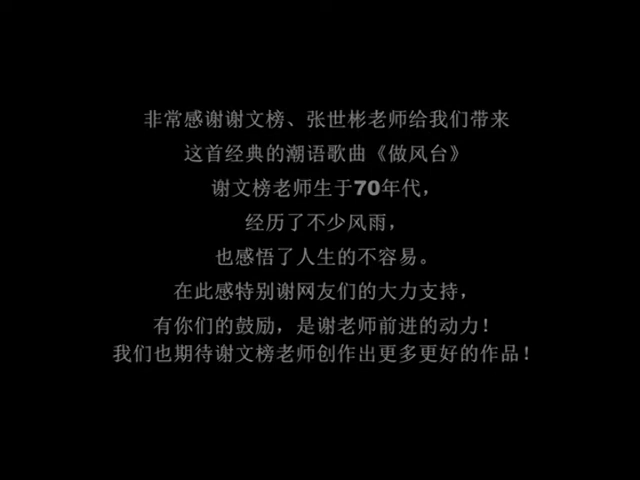 非常感谢谢文榜、张世彬老师给我们带来
这首经典的潮语歌曲《做风台》
谢文榜老师生于70年代，
经历了不少风雨，
也感悟了人生的不容易。
在此感特别谢网友们的大力支持，
有你们的鼓励，是谢老师前进的动力！
我们也期待谢文榜老师创作出更多更好的作品！